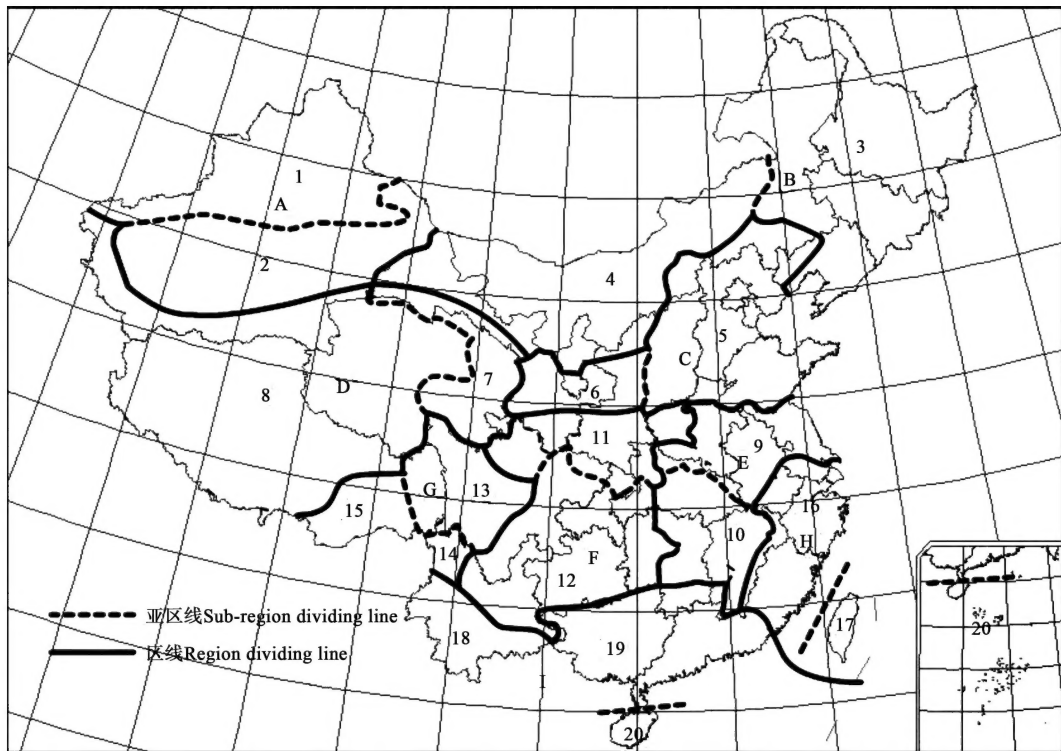 3
1
B
A
2
4
5
C
7
8
D
6
11
9
E
G
13
15
16
10
H
14
F
12
亚区线Sub-region dividing line
17
20
18
19
区线Region dividing line
I
20